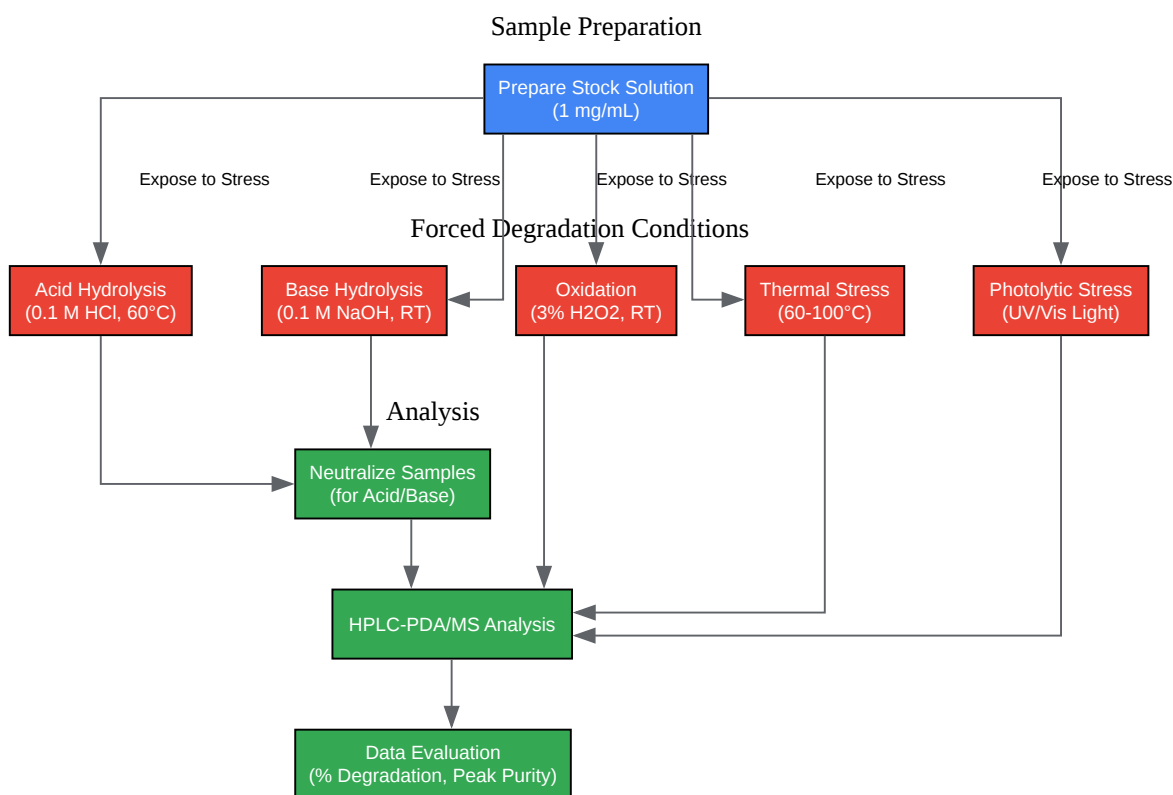 Sample Preparation
Prepare Stock Solution
(1 mg/mL)
Expose to Stress
Expose to Stress
Expose to Stress
Expose to Stress
Expose to Stress
Forced Degradation Conditions
Acid Hydrolysis
(0.1 M HCl, 60°C)
Base Hydrolysis
(0.1 M NaOH, RT)
Oxidation
(3% H2O2, RT)
Thermal Stress
(60-100°C)
Photolytic Stress
(UV/Vis Light)
Analysis
Neutralize Samples
(for Acid/Base)
HPLC-PDA/MS Analysis
Data Evaluation
(% Degradation, Peak Purity)